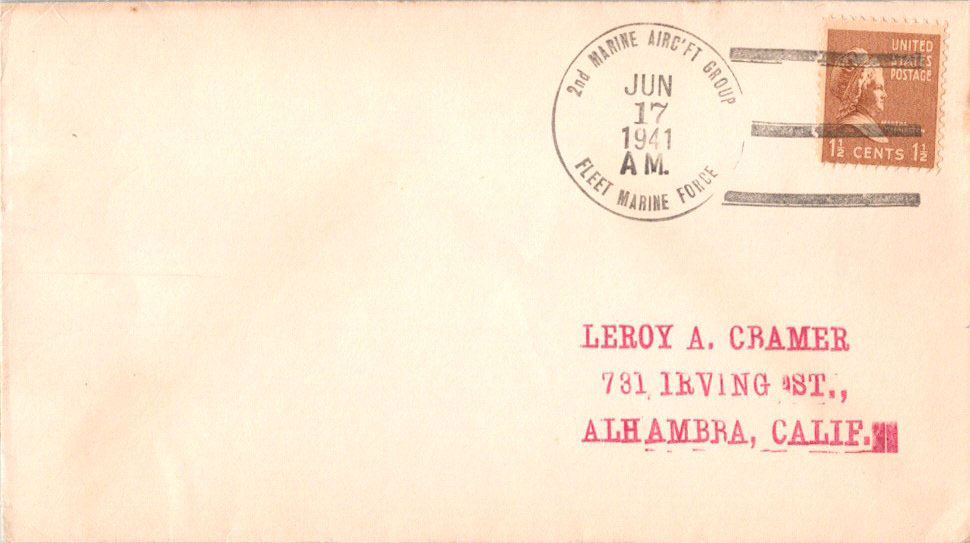 2nd MARINE AIRC'FT GROUP
JUN
17
1941
AM.
FLEET MARINE FORCE
UNITED
STATES
POSTAGE
1½ CENTS 1½
LEROY A. CRAMER
731 IRVING ST.,
ALHAMBRA, CALIF.